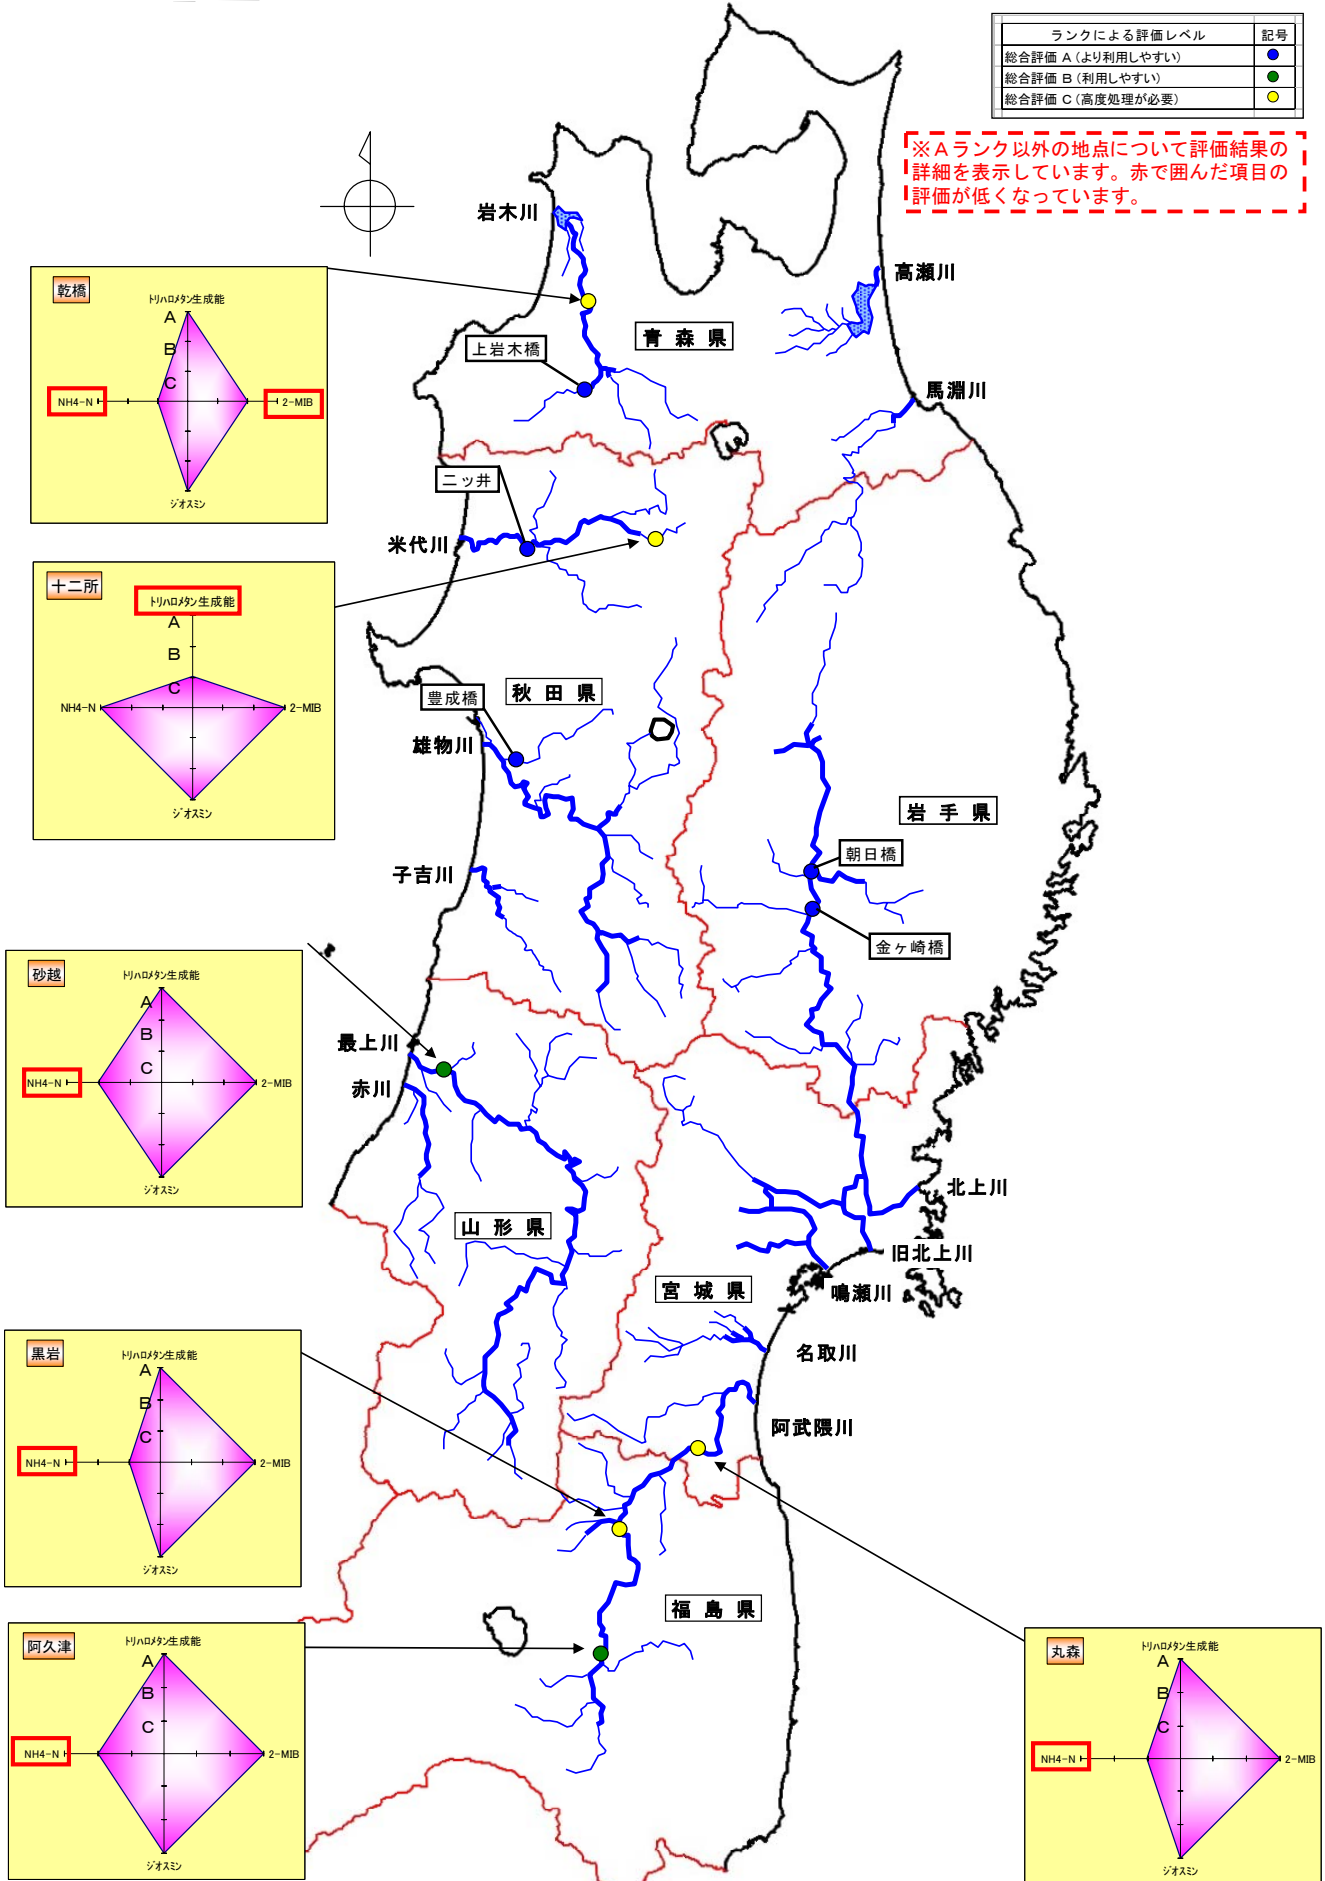 ランクによる評価レベル 記号
総合評価 A (より利用しやすい)
総合評価 B (利用しやすい)
総合評価 C (高度処理が必要)
※Aランク以外の地点について評価結果の
詳細を表示しています。赤で囲んだ項目の
評価が低くなっています。
岩木川
高瀬川
乾橋
トリハロメタン生成能
A
B
C
NH4-N
2-MIB
ジオスミン
青森県
上岩木橋
馬淵川
二ッ井
米代川
十二所
トリハロメタン生成能
A
B
C
NH4-N
2-MIB
ジオスミン
秋田県
豊成橋
雄物川
岩手県
朝日橋
子吉川
金ヶ崎橋
砂越
トリハロメタン生成能
A
B
C
NH4-N
2-MIB
ジオスミン
最上川
赤川
北上川
山形県
旧北上川
宮城県
鳴瀬川
名取川
黒岩
トリハロメタン生成能
A
B
C
NH4-N
2-MIB
ジオスミン
阿武隈川
福島県
阿久津
トリハロメタン生成能
A
B
C
NH4-N
2-MIB
ジオスミン
丸森
トリハロメタン生成能
A
B
C
NH4-N
2-MIB
ジオスミン